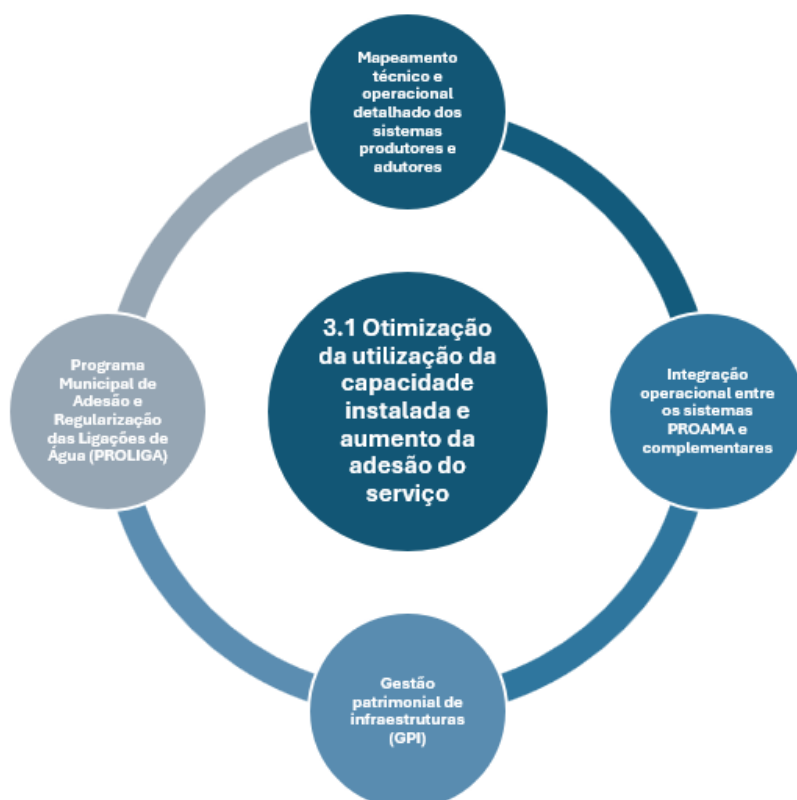 Mapeamento
técnico e
operacional
detalhado dos
sistemas
produtores e
adutores
3.1 Otimização
da utilização da
capacidade
instalada e
aumento da
adesão do
serviço
Programa
Municipal de
Adesão e
Regularização
das Ligações de
Água (PROLIGA)
Integração
operacional entre
os sistemas
PROAMA e
complementares
Gestão
patrimonial de
infraestruturas
(GPI)